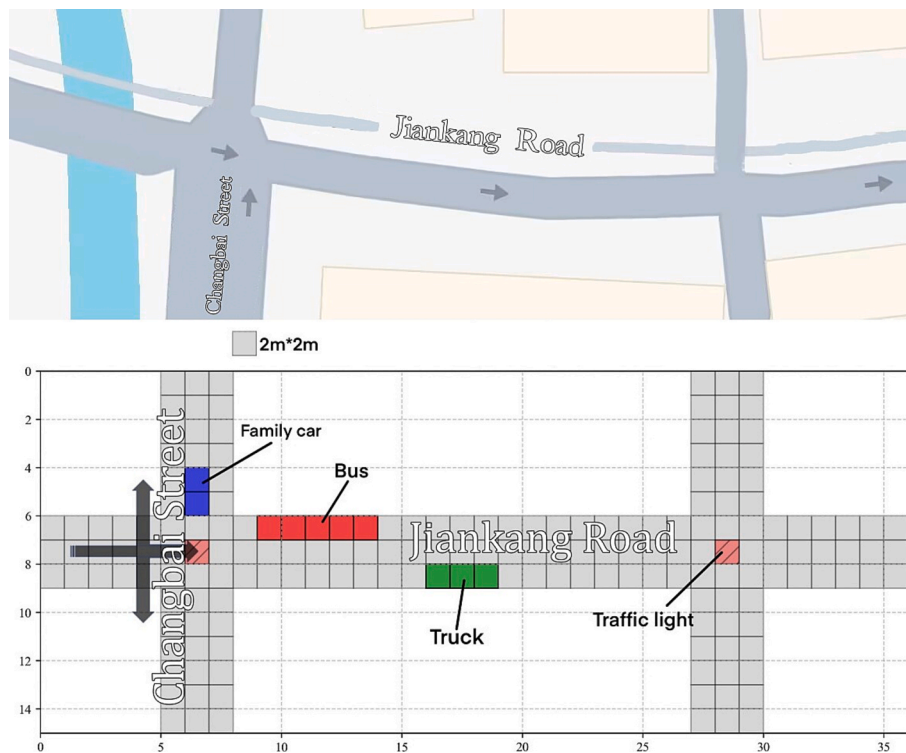 Jiankang Road
Changbai Street
2m*2m
0
2
4
6
8
10
12
14
0
5
10
15
20
25
30
35
Changbai Street
Family car
Bus
Jiankang Road
Truck
Traffic light